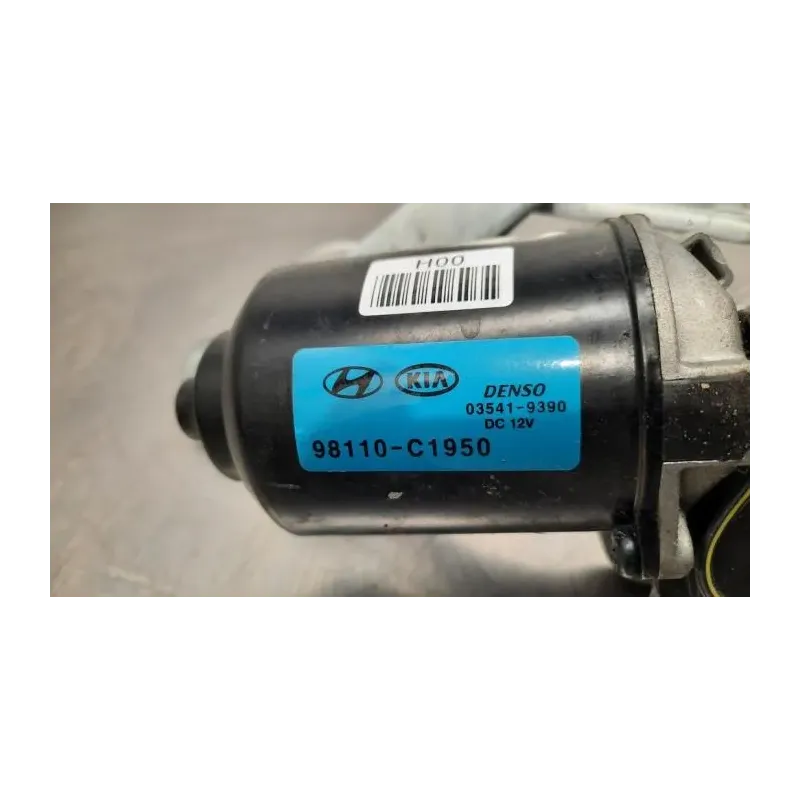 H00
KIA
DENSO
03541-9390
DC 12V
98110-C1950